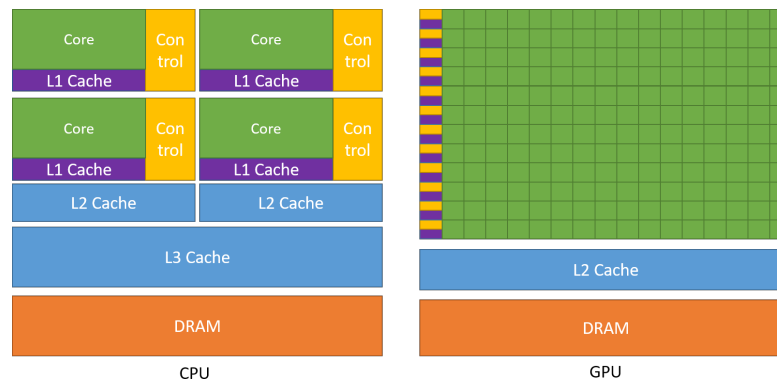 Core
Con
trol
Core
Con
trol
L1 Cache
L1 Cache
Core
Con
trol
Core
Con
trol
L1 Cache
L1 Cache
L2 Cache
L2 Cache
L3 Cache
DRAM
CPU
L2 Cache
DRAM
GPU